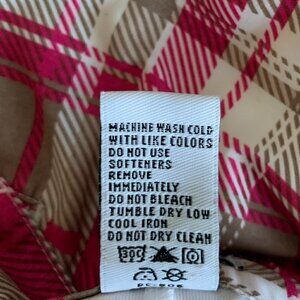 MACHINE WASH COLD
WITH LIKE COLORS
DO NOT USE
SOFTENERS
REMOVE
IMMEDIATELY
DO NOT BLEACH
TUMBLE DRY LOW
COOL IRON
DO NOT DRY CLEAN